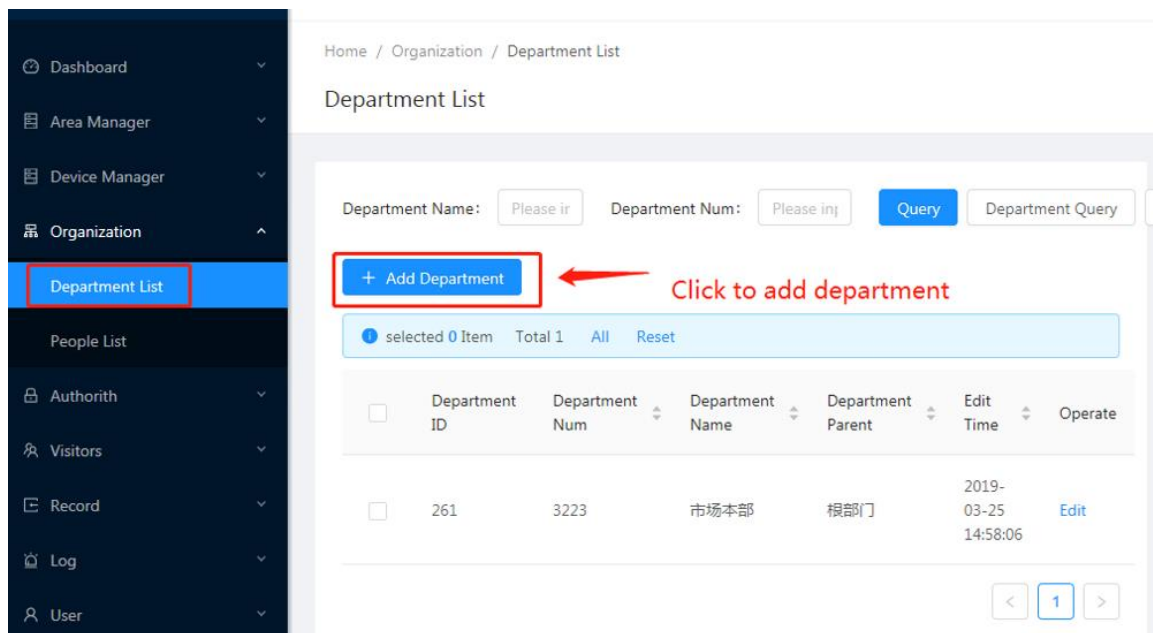 Dashboard
Area Manager
Device Manager
Organization
Department List
People List
Authorith
Visitors
Record
Log
User
Home / Organization / Department List
Department List
Department Name: Please ir Department Num: Please inp Query Department Query
+ Add Department
Click to add department
selected 0 Item Total 1 All Reset
Department ID Department Num Department Name Department Parent Edit Time Operate
261 3223 市场本部 根部门 2019-03-25 14:58:06 Edit
< 1 >